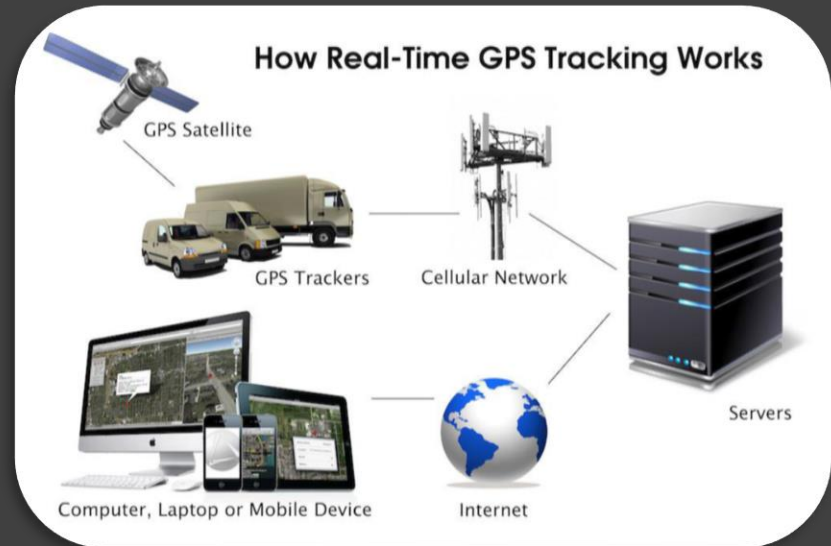 How Real-Time GPS Tracking Works
GPS Satellite
GPS Trackers
Cellular Network
Servers
Computer, Laptop or Mobile Device
Internet